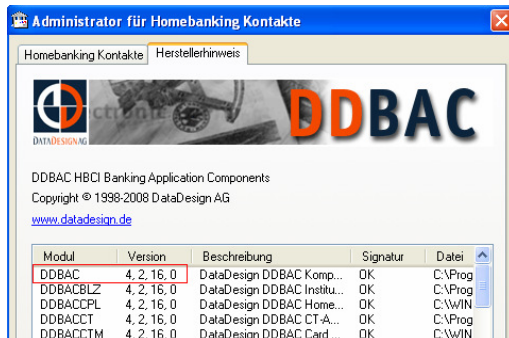 Administrator für Homebanking Kontakte
Homebanking Kontakte Herstellerhinweis
DATADESIGN AG
DDBAC
DDBAC HBCI Banking Application Components
Copyright © 1998-2008 DataDesign AG
www.datadesign.de
Modul Version Beschreibung Signatur Datei
DDBAC 4, 2, 16, 0 DataDesign DDBAC Komp... OK C:\Prog
DDBACBLZ 4, 2, 16, 0 DataDesign DDBAC Institu... OK C:\Prog
DDBACCPL 4, 2, 16, 0 DataDesign DDBAC Home... OK C:\WIN
DDBACCT 4, 2, 16, 0 DataDesign DDBAC CT-A... OK C:\Prog
DDBACCTM 4, 2, 16, 0 DataDesign DDBAC Card ... OK C:\WIN